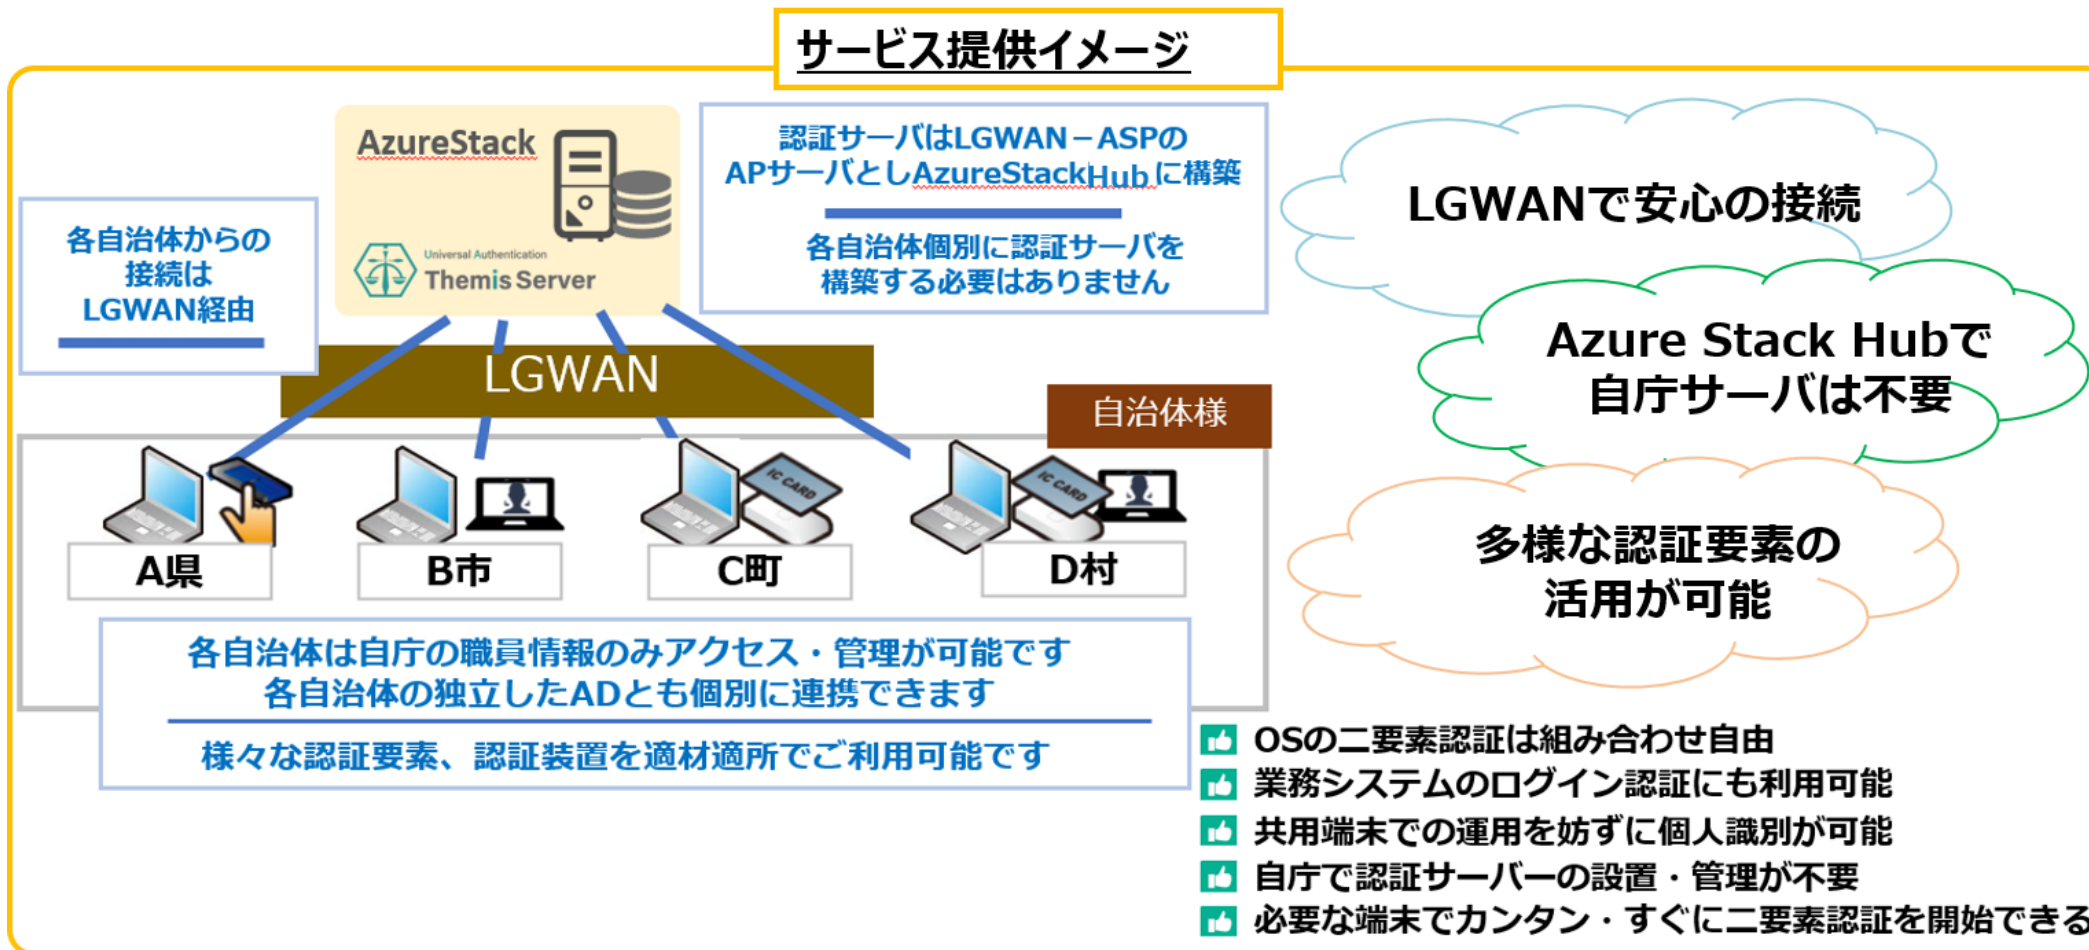 サービス提供イメージ
AzureStack
Universal Authentication
Themis Server
認証サーバはLGWAN－ASPの
APサーバとしAzureStackHubに構築
各自治体個別に認証サーバを
構築する必要はありません
各自治体からの
接続は
LGWAN経由
LGWAN
自治体様
IC CARD
IC CARD
A県
B市
C町
D村
各自治体は自庁の職員情報のみアクセス・管理が可能です
各自治体の独立したADとも個別に連携できます
様々な認証要素、認証装置を適材適所でご利用可能です
LGWANで安心の接続
Azure Stack Hubで
自庁サーバは不要
多様な認証要素の
活用が可能
OSの二要素認証は組み合わせ自由
業務システムのログイン認証にも利用可能
共用端末での運用を妨ずに個人識別が可能
自庁で認証サーバーの設置・管理が不要
必要な端末でカンタン・すぐに二要素認証を開始できる